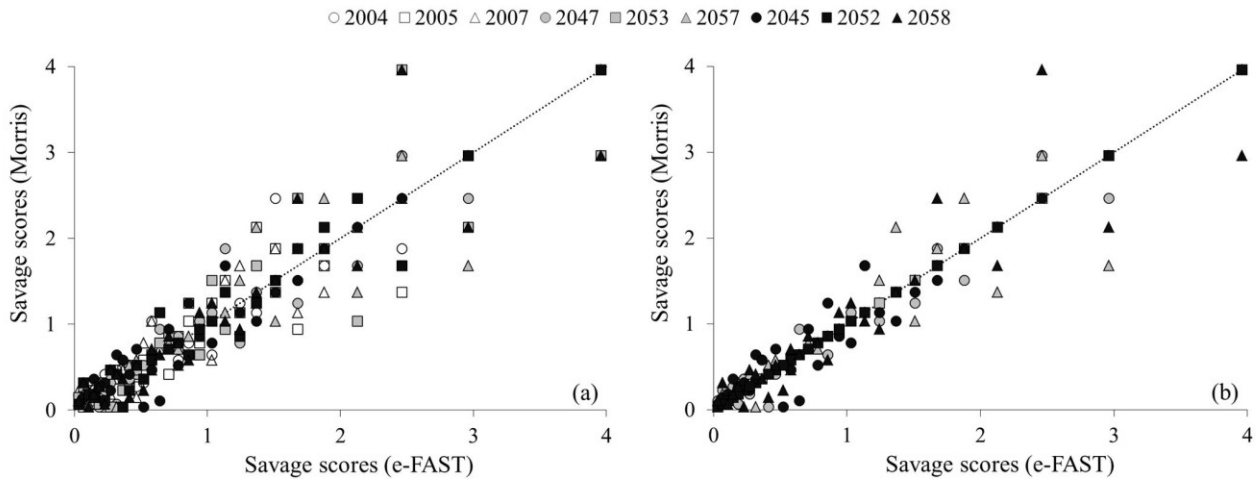 ○ 2004 □ 2005 △ 2007 ● 2047 ■ 2053 ▲ 2057 ● 2045 ■ 2052 ▲ 2058
4
3
2
1
0
Savage scores (Morris)
0 1 2 3 4
Savage scores (e-FAST)
(a)
4
3
2
1
0
Savage scores (Morris)
0 1 2 3 4
Savage scores (e-FAST)
(b)